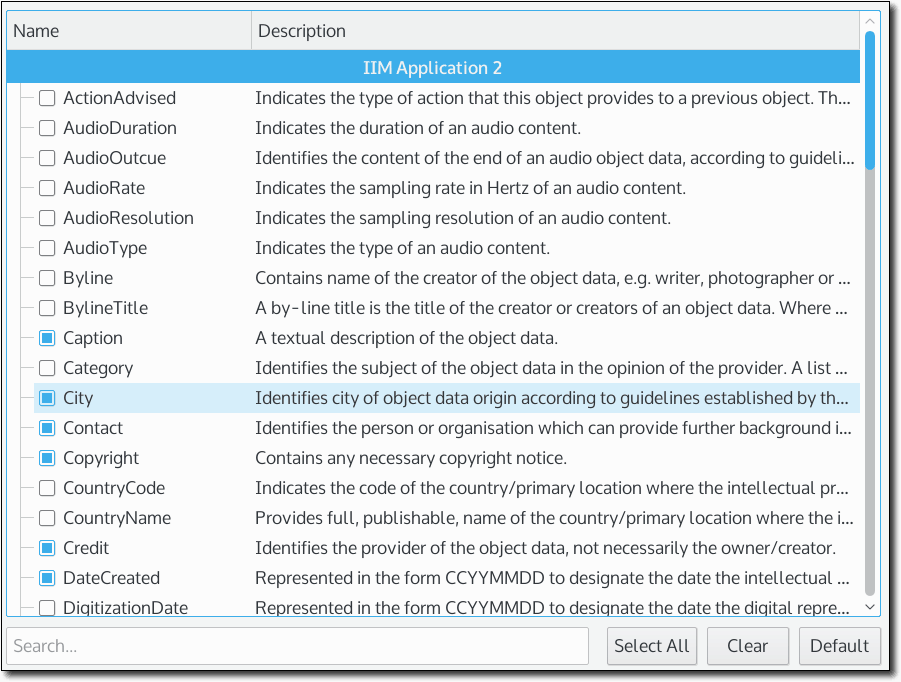 Name Description
IIM Application 2
ActionAdvised Indicates the type of action that this object provides to a previous object. Th...
AudioDuration Indicates the duration of an audio content.
AudioOutcue Identifies the content of the end of an audio object data, according to guideli...
AudioRate Indicates the sampling rate in Hertz of an audio content.
AudioResolution Indicates the sampling resolution of an audio content.
AudioType Indicates the type of an audio content.
Byline Contains name of the creator of the object data, e.g. writer, photographer or ...
BylineTitle A by-line title is the title of the creator or creators of an object data. Where ...
Caption A textual description of the object data.
Category Identifies the subject of the object data in the opinion of the provider. A list ...
City Identifies city of object data origin according to guidelines established by th...
Contact Identifies the person or organisation which can provide further background i...
Copyright Contains any necessary copyright notice.
CountryCode Indicates the code of the country/primary location where the intellectual pr...
CountryName Provides full, publishable, name of the country/primary location where the i...
Credit Identifies the provider of the object data, not necessarily the owner/creator.
DateCreated Represented in the form CCYYMMDD to designate the date the intellectual ...
DigitizationDate Represented in the form CCYYMMDD to designate the date the digital repre...
Search... Select All Clear Default